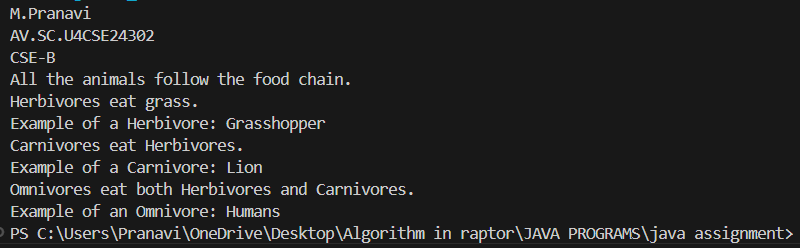 M.Pranavi
AV.SC.U4CSE24302
CSE-B
All the animals follow the food chain.
Herbivores eat grass.
Example of a Herbivore: Grasshopper
Carnivores eat Herbivores.
Example of a Carnivore: Lion
Omnivores eat both Herbivores and Carnivores.
Example of an Omnivore: Humans
PS C:\Users\Pranavi\OneDrive\Desktop\Algorithm in raptor\JAVA PROGRAMS\java assignment>